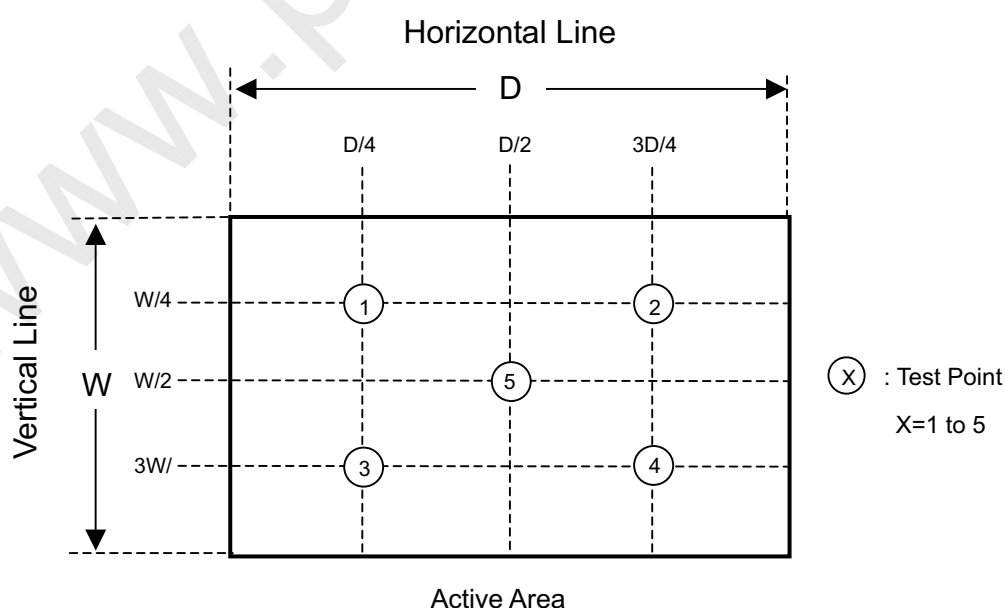 Horizontal Line
D
D/4 D/2 3D/4
W/4
1 2
Vertical Line
W
W/2
5
X : Test Point
X=1 to 5
3W/
3 4
Active Area
www.p